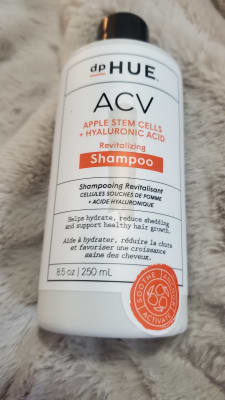 dpHUE
ACV
APPLE STEM CELLS
+ HYALURONIC ACID
Revitalizing
Shampoo
Shampooing Revitalisant
CELLULES SOUCHES DE POMME
+ ACIDE HYALURONIQUE
Helps hydrate, reduce shedding
and support healthy hair growth.
Aide à hydrater, réduire la chute
et favoriser une croissance
saine des cheveux.
8.5 oz | 250 mL
SOOTHE
ACTIVATE